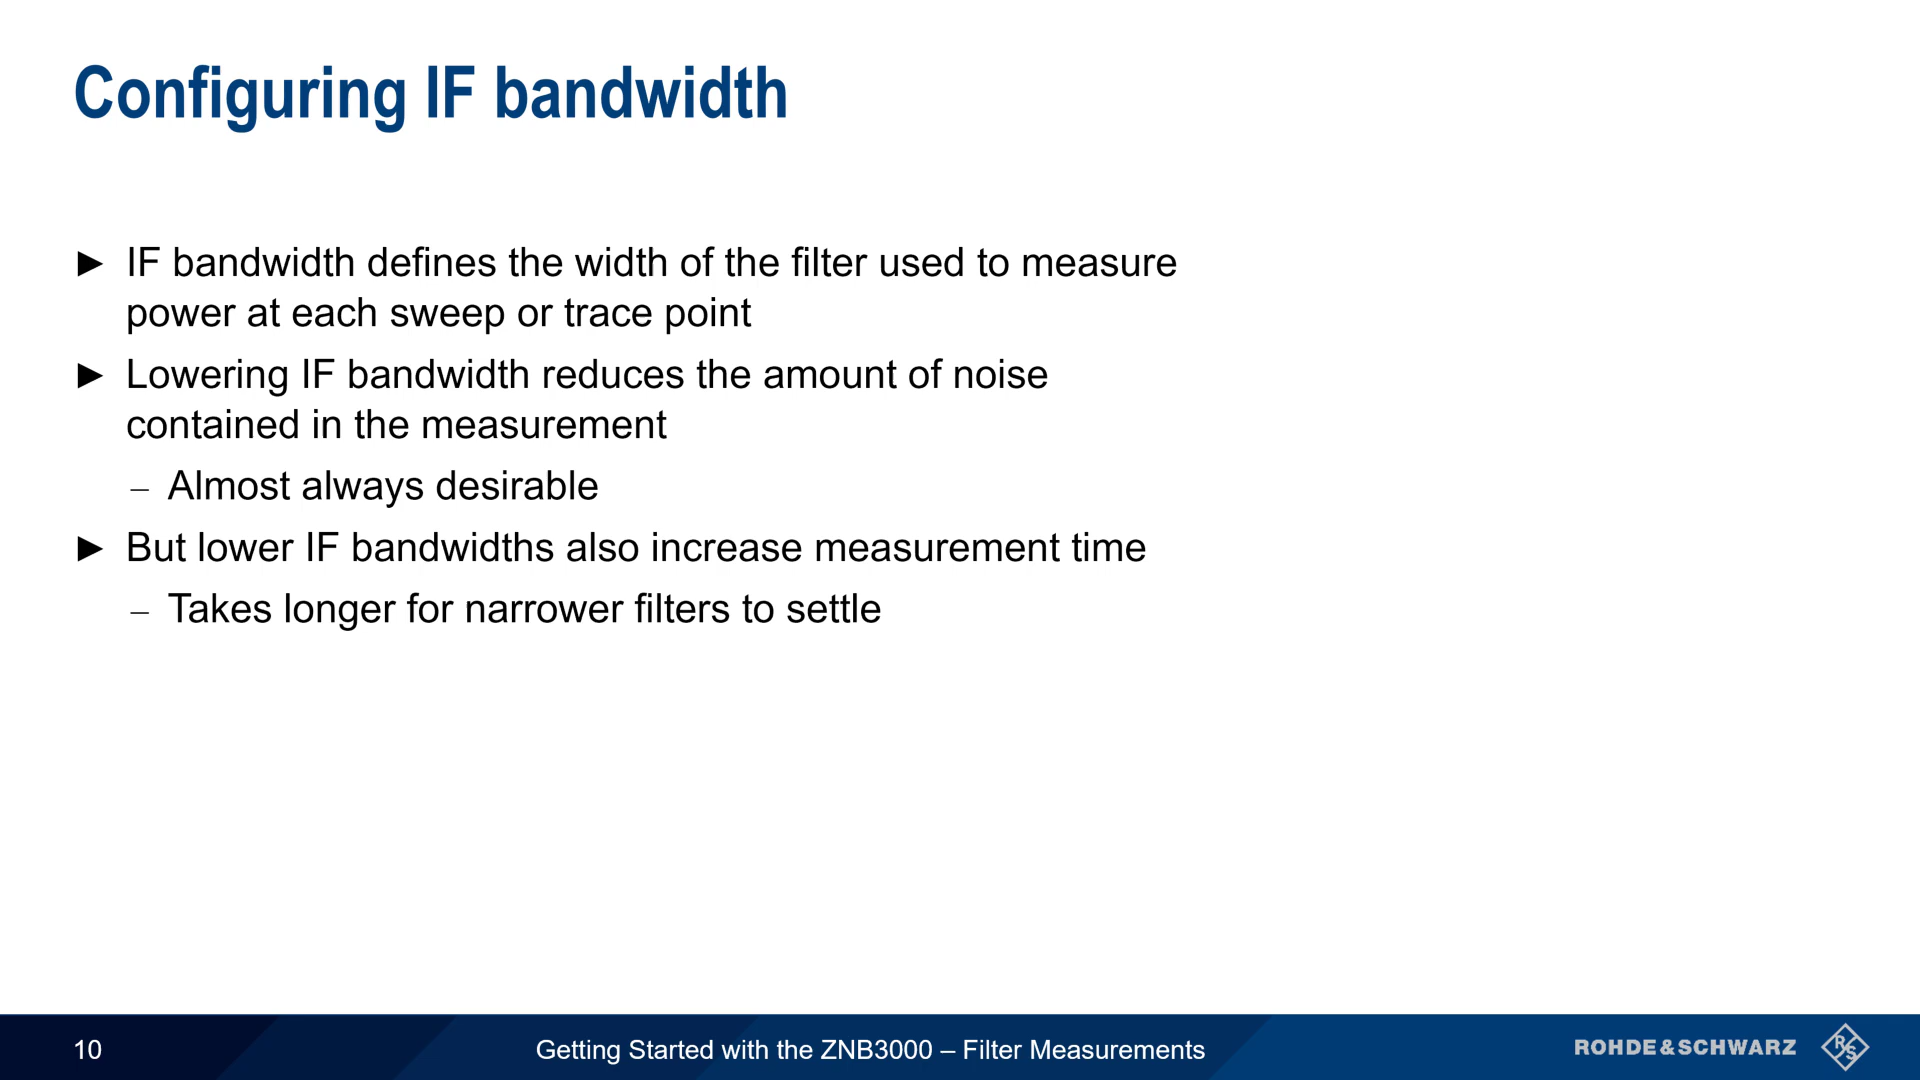 Configuring IF bandwidth
► IF bandwidth defines the width of the filter used to measure
power at each sweep or trace point
► Lowering IF bandwidth reduces the amount of noise
contained in the measurement
– Almost always desirable
► But lower IF bandwidths also increase measurement time
– Takes longer for narrower filters to settle
10
Getting Started with the ZNB3000 – Filter Measurements
ROHDE&SCHWARZ
R&S